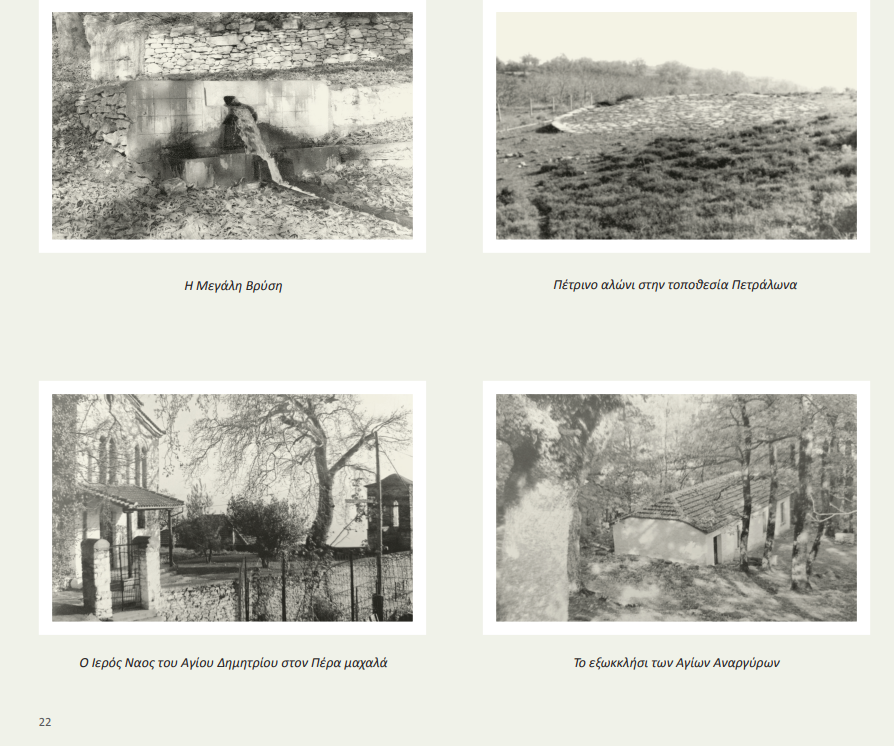 Η Μεγάλη Βρύση
Πέτρινο αλώνι στην τοποθεσία Πετράλωνα
Ο Ιερός Ναος του Αγίου Δημητρίου στον Πέρα μαχαλά
Το εξωκκλήσι των Αγίων Αναργύρων
22